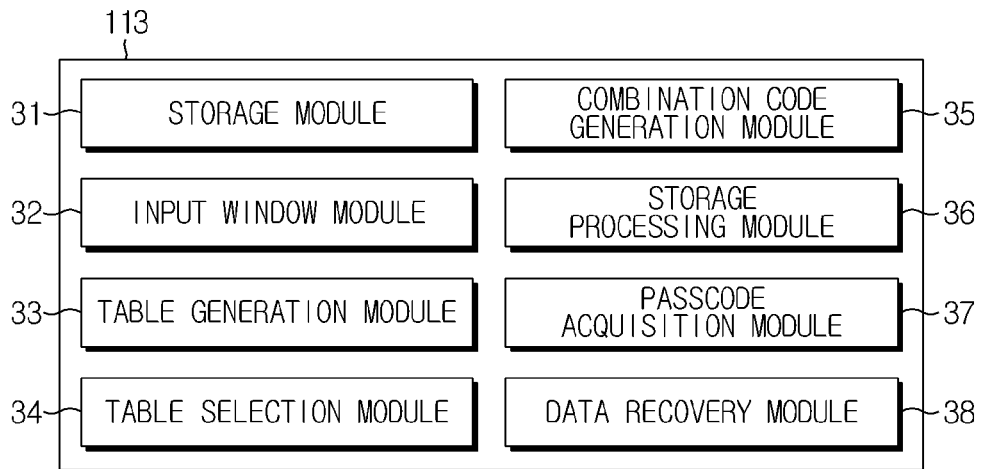 113
31 STORAGE MODULE
COMBINATION CODE
GENERATION MODULE 35
32 INPUT WINDOW MODULE
STORAGE
PROCESSING MODULE 36
33 TABLE GENERATION MODULE
PASSCODE
ACQUISITION MODULE 37
34 TABLE SELECTION MODULE
DATA RECOVERY MODULE 38